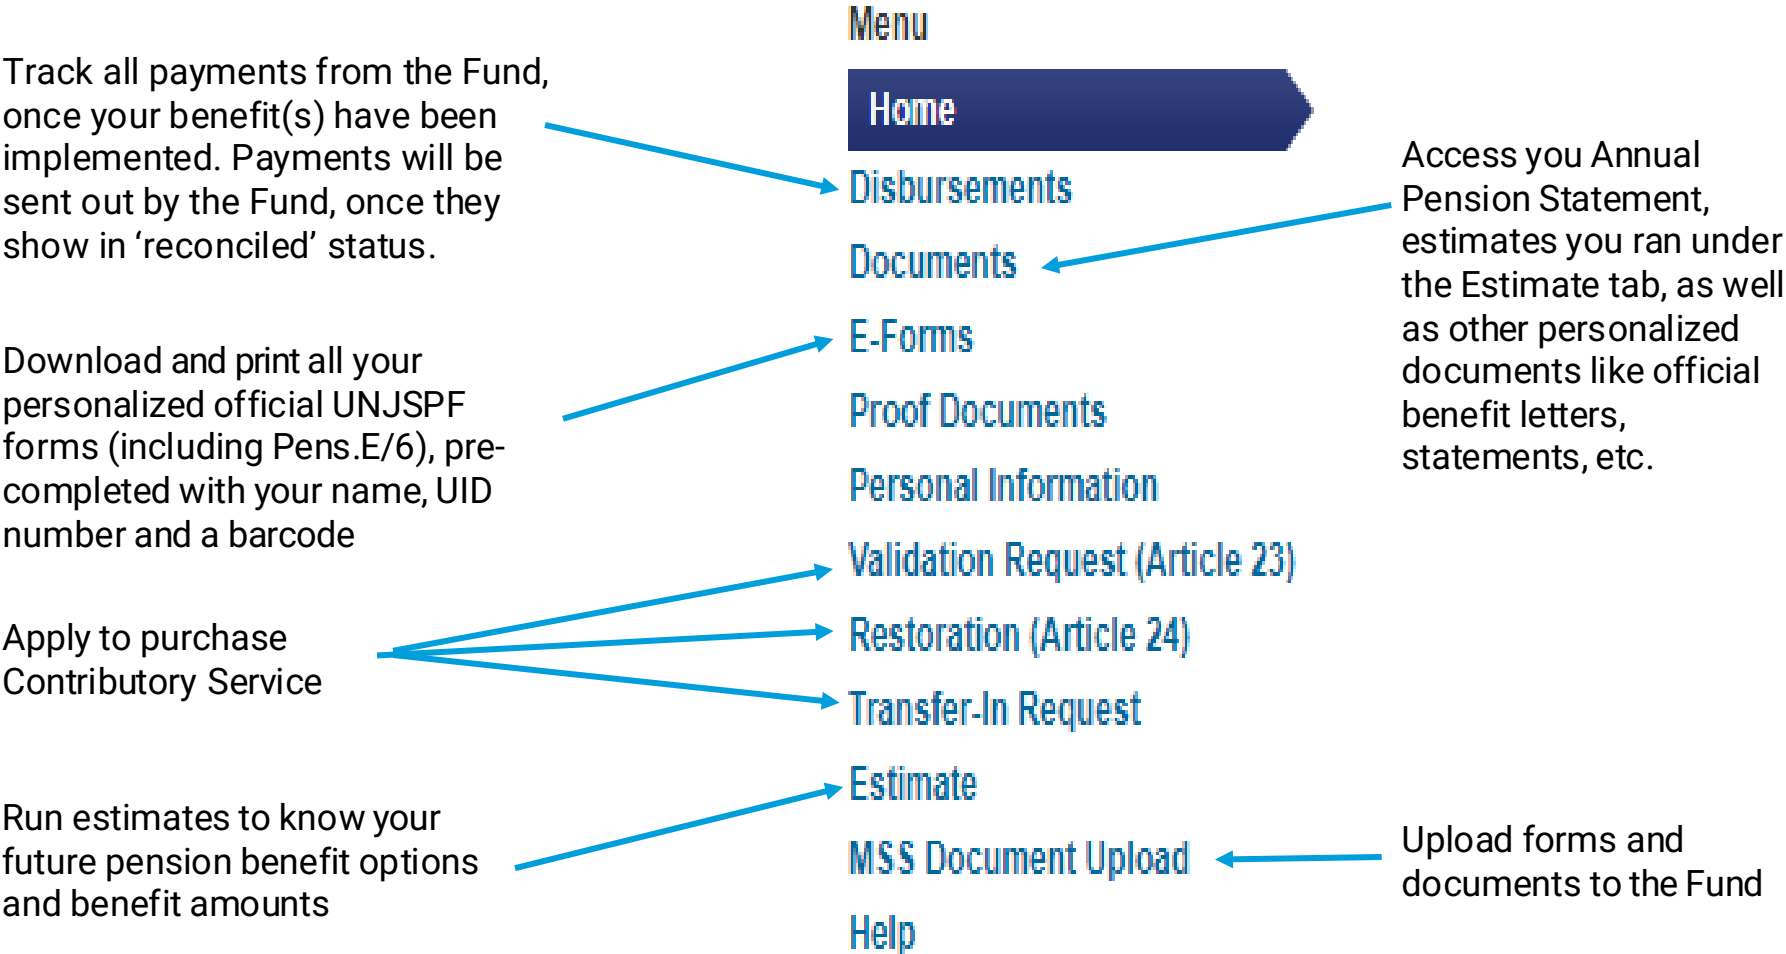 Menu
Home
Disbursements
Documents
E-Forms
Proof Documents
Personal Information
Validation Request (Article 23)
Restoration (Article 24)
Transfer-In Request
Estimate
MSS Document Upload
Help
Track all payments from the Fund,
once your benefit(s) have been
implemented. Payments will be
sent out by the Fund, once they
show in ‘reconciled’ status.
Download and print all your
personalized official UNJSPF
forms (including Pens.E/6), pre-
completed with your name, UID
number and a barcode
Apply to purchase
Contributory Service
Run estimates to know your
future pension benefit options
and benefit amounts
Access you Annual
Pension Statement,
estimates you ran under
the Estimate tab, as well
as other personalized
documents like official
benefit letters,
statements, etc.
Upload forms and
documents to the Fund